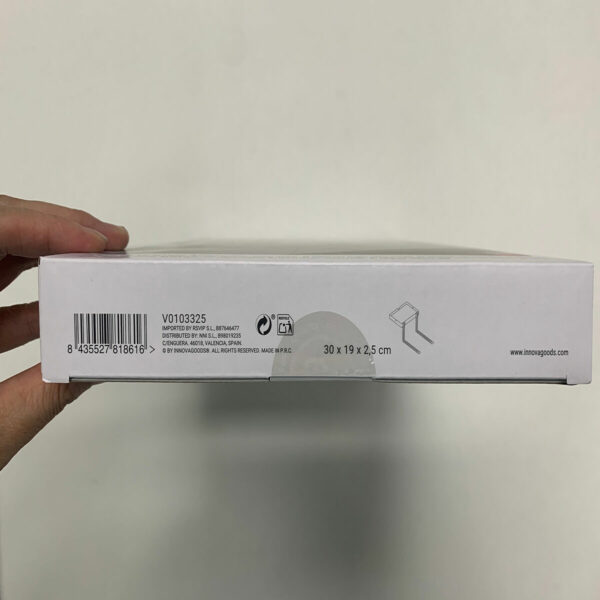 V0103325
IMPORTED BY RSVIP S.L., B87646477
DISTRIBUTED BY: NNI S.L., B98019235
C/ENGUERA, 46018, VALENCIA, SPAIN.
© BY INNOVAGOODS®. ALL RIGHTS RESERVED. MADE IN P.R.C.
8 435527 818616 >
30 x 19 x 2,5 cm
www.innovagoods.com